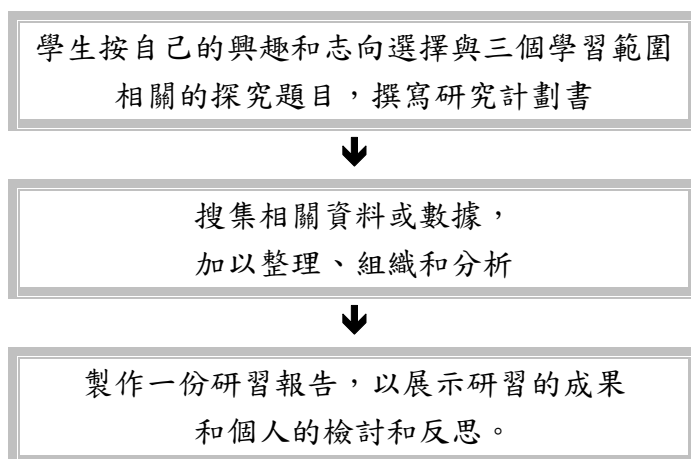 學生按自己的興趣和志向選擇與三個學習範圍
相關的探究題目，撰寫研究計劃書
搜集相關資料或數據，
加以整理、組織和分析
製作一份研習報告，以展示研習的成果
和個人的檢討和反思。